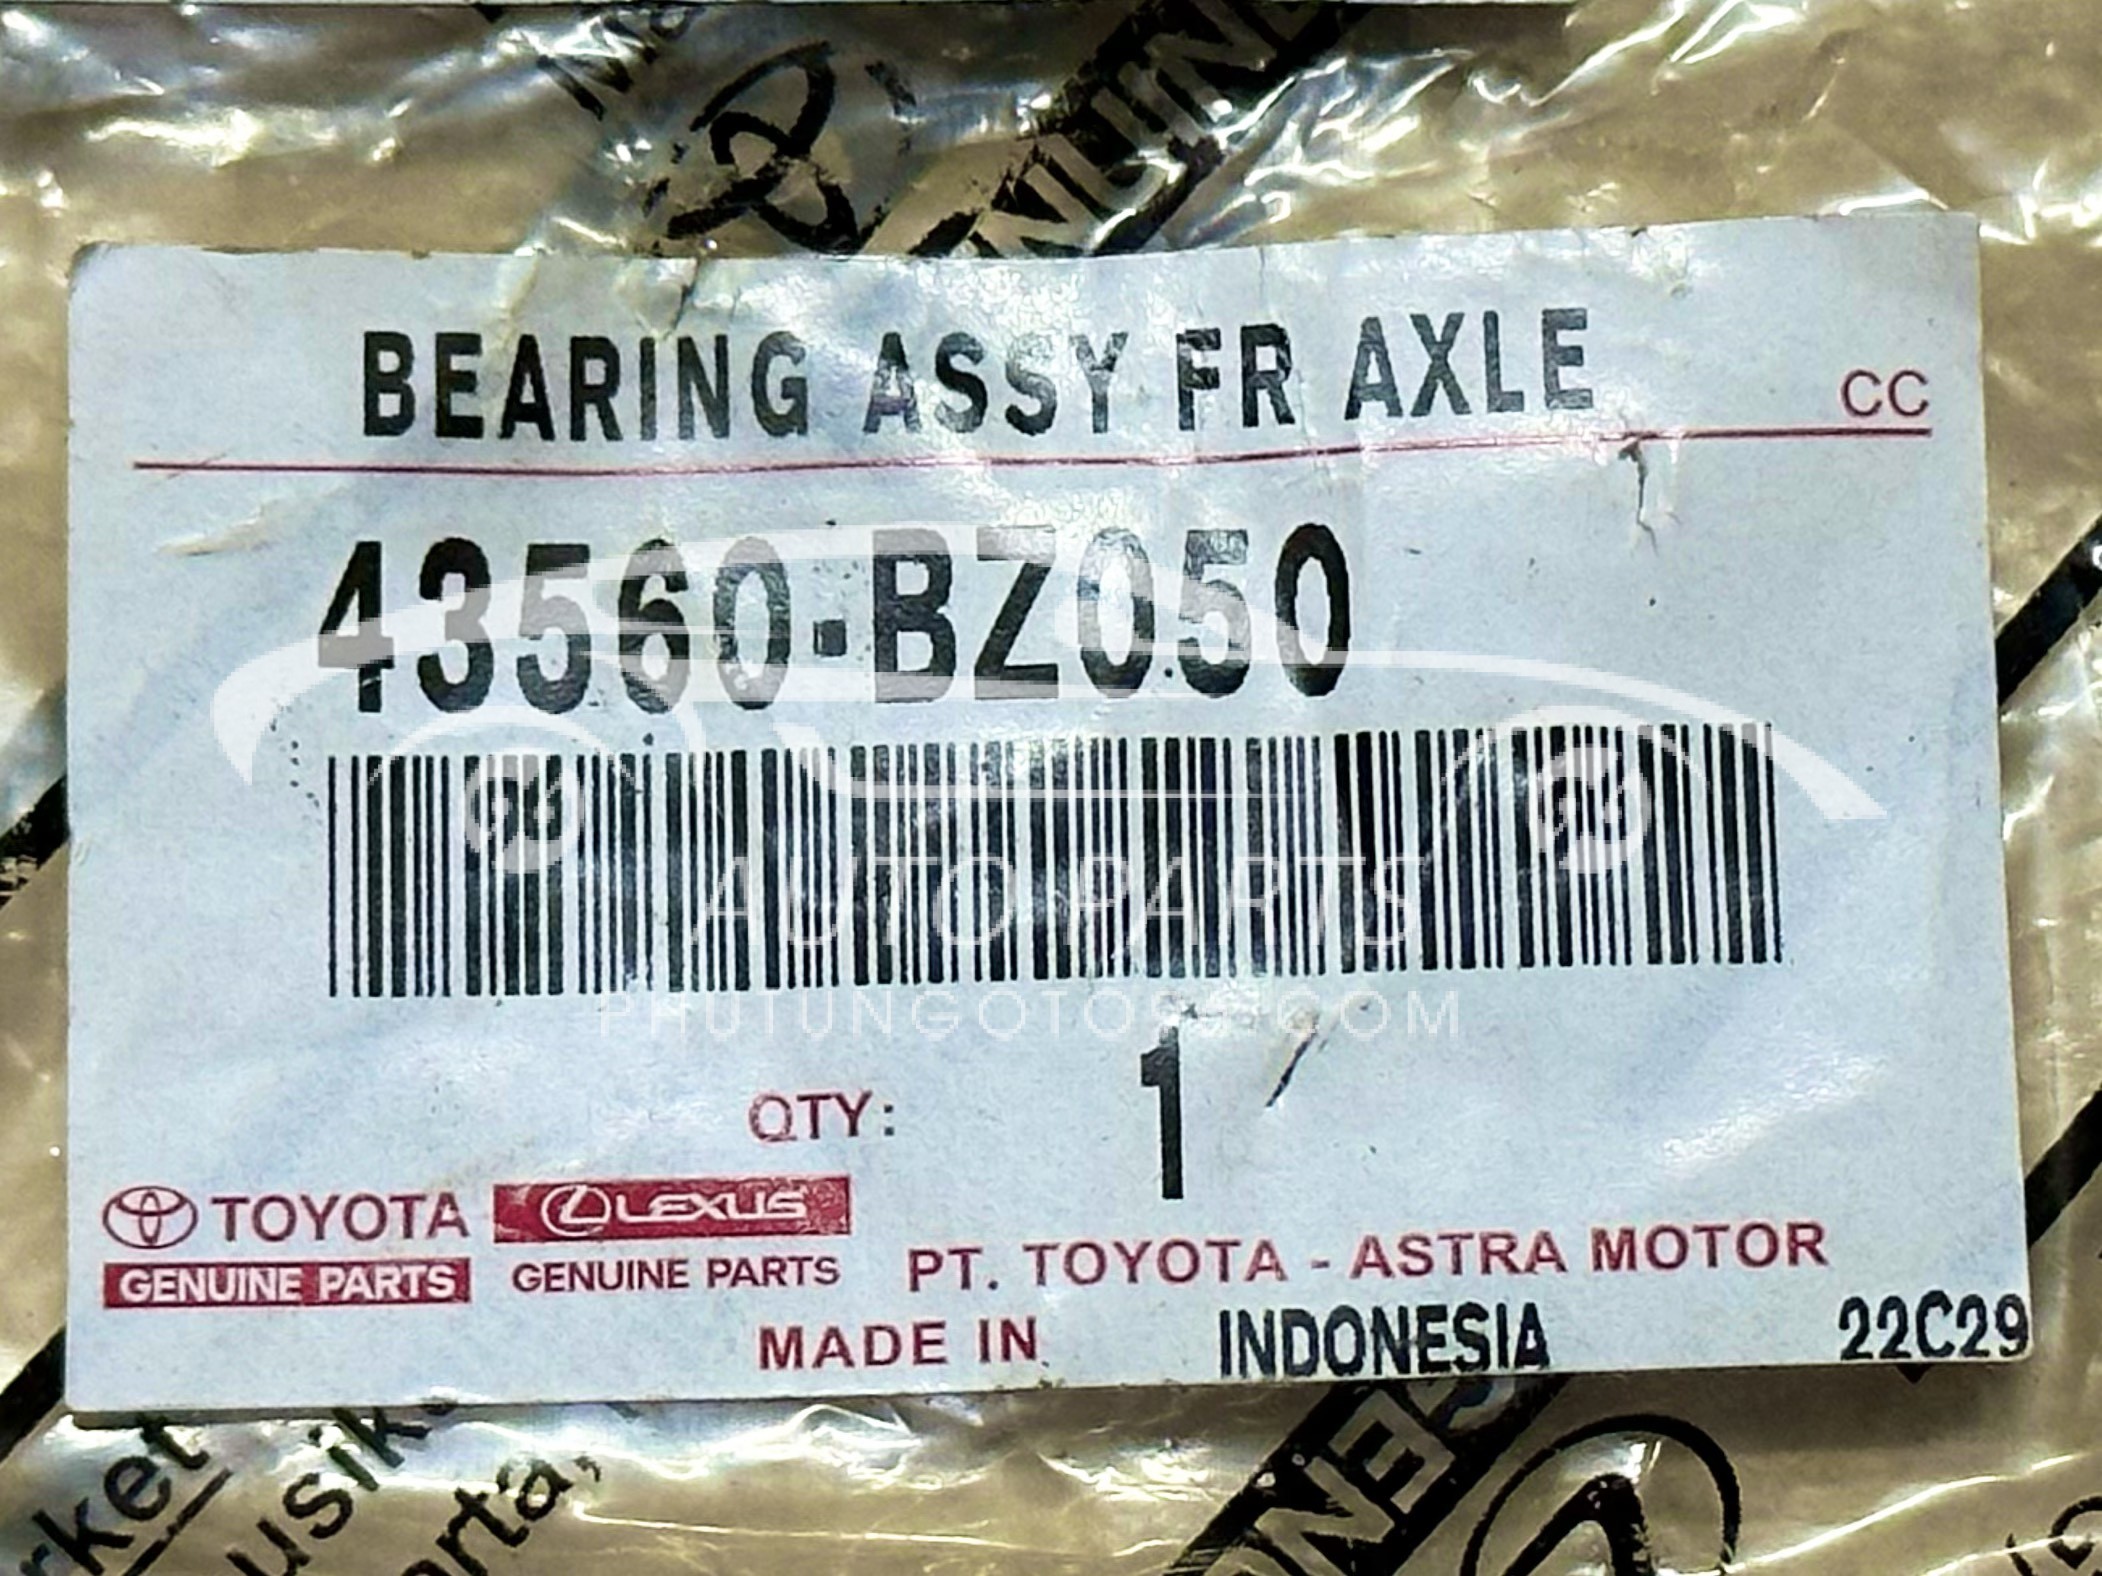 BEARING ASSY FR AXLE
CC
43560-BZ050
AUTO PARTS
QTY: 1
TOYOTA
GENUINE PARTS
LEXUS
GENUINE PARTS
PT. TOYOTA - ASTRA MOTOR
MADE IN INDONESIA
22C29